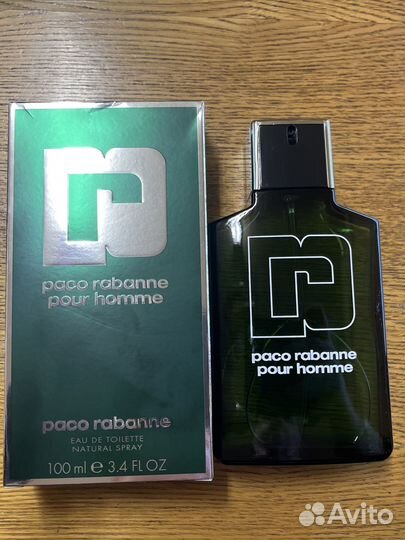 paco rabanne
pour homme
paco rabanne
EAU DE TOILETTE
NATURAL SPRAY
100 ml e 3.4 FL OZ
paco rabanne
pour homme
Avito